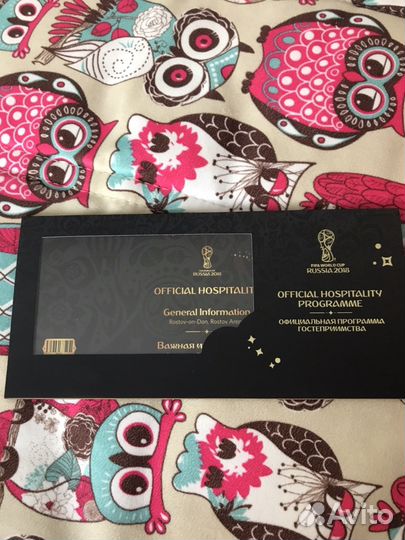 FIFA WORLD CUP
RUSSIA 2018
OFFICIAL HOSPITALIT
General Information
Rostov-on-Don, Rostov Aren
Важная и
FIFA WORLD CUP
RUSSIA 2018
OFFICIAL HOSPITALITY
PROGRAMME
ОФИЦИАЛЬНАЯ ПРОГРАММА
ГОСТЕПРИИМСТВА
Avito